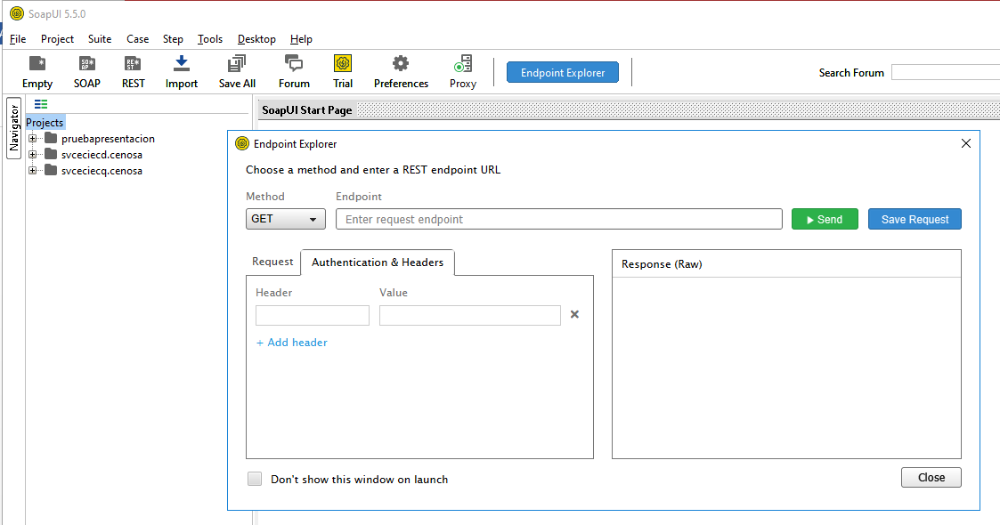 SoapUI 5.5.0
File Project Suite Case Step Tools Desktop Help
Empty SOAP REST Import Save All Forum Trial Preferences Proxy Endpoint Explorer Search Forum
Navigator
Projects
pruebapresentacion
svceciecd.cenosa
svceciecq.cenosa
SoapUI Start Page
Endpoint Explorer
Choose a method and enter a REST endpoint URL
Method Endpoint
GET Enter request endpoint Send Save Request
Request Authentication & Headers
Response (Raw)
Header Value
+ Add header
Don't show this window on launch
Close